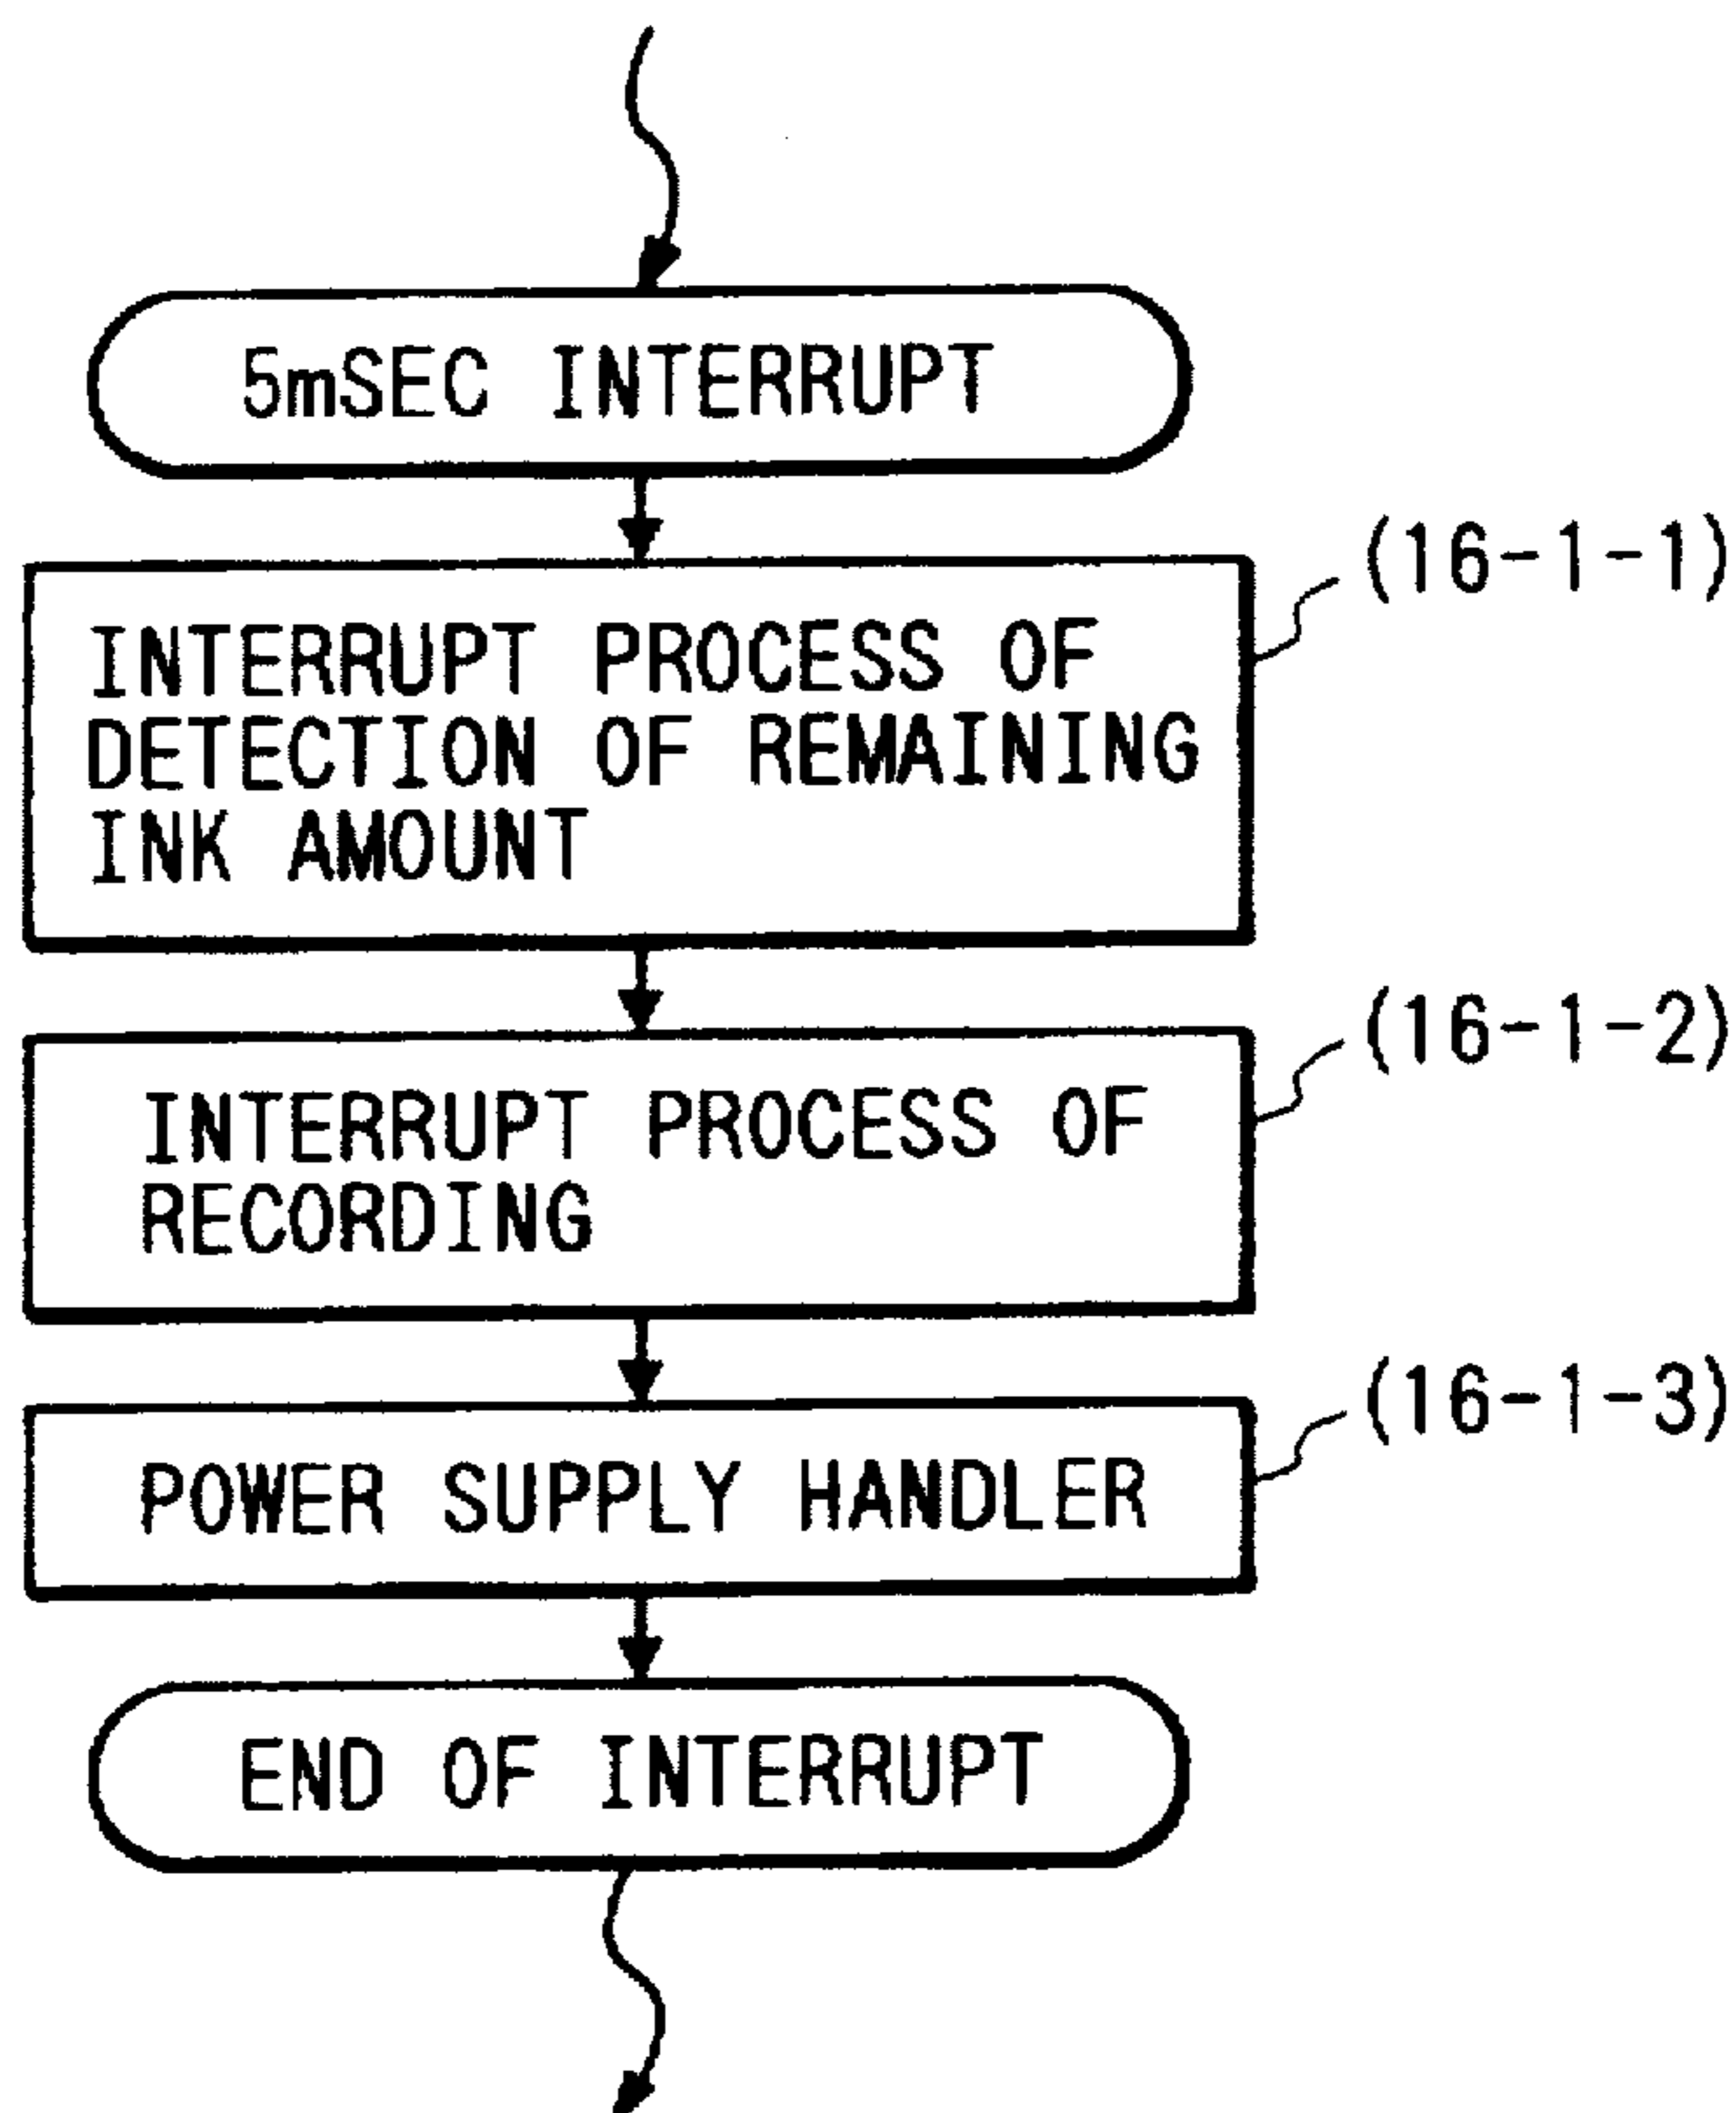 5mSEC INTERRUPT
(16-1-1)
INTERRUPT PROCESS OF
DETECTION OF REMAINING
INK AMOUNT
(16-1-2)
INTERRUPT PROCESS OF
RECORDING
(16-1-3)
POWER SUPPLY HANDLER
END OF INTERRUPT